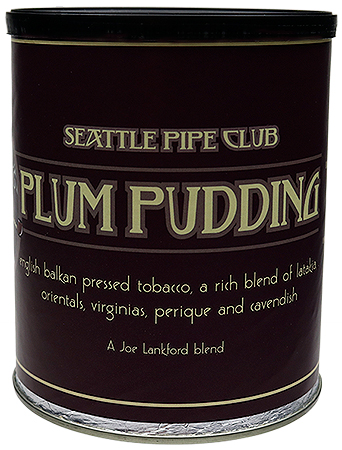 SEATTLE PIPE CLUB
PLUM PUDDING
english balkan pressed tobacco, a rich blend of latakia
orientals, virginias, perique and cavendish
A Joe Lankford blend